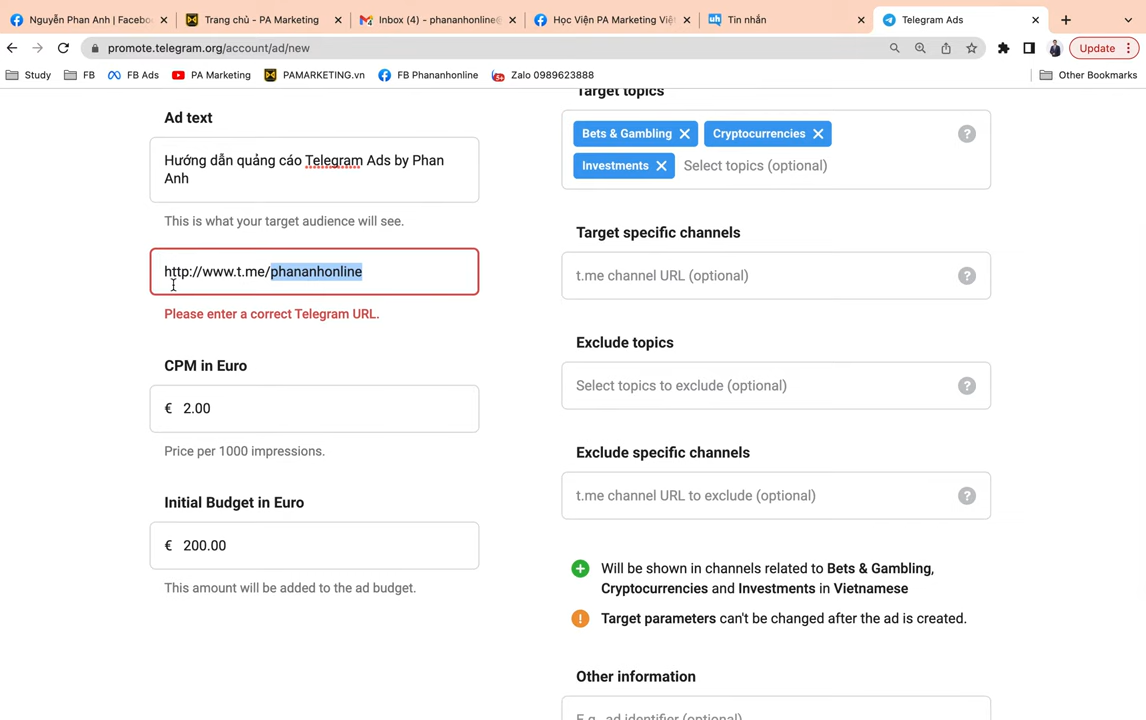 Nguyễn Phan Anh | Facebo
Trang chủ - PA Marketing
Inbox (4) - phananhonline@
Học Viện PA Marketing Việt
Tin nhắn
Telegram Ads
promote.telegram.org/account/ad/new
Update
Study
FB
FB Ads
PA Marketing
PAMARKETING.vn
FB Phananhonline
Zalo 0989623888
Other Bookmarks
Ad text
Hướng dẫn quảng cáo Telegram Ads by Phan
Anh
This is what your target audience will see.
http://www.t.me/phananhonline
Please enter a correct Telegram URL.
CPM in Euro
€ 2.00
Price per 1000 impressions.
Initial Budget in Euro
€ 200.00
This amount will be added to the ad budget.
Target topics
Bets & Gambling
Cryptocurrencies
Investments
Select topics (optional)
Target specific channels
t.me channel URL (optional)
Exclude topics
Select topics to exclude (optional)
Exclude specific channels
t.me channel URL to exclude (optional)
Will be shown in channels related to Bets & Gambling,
Cryptocurrencies and Investments in Vietnamese
Target parameters can't be changed after the ad is created.
Other information
E.g., ad identifier (optional)